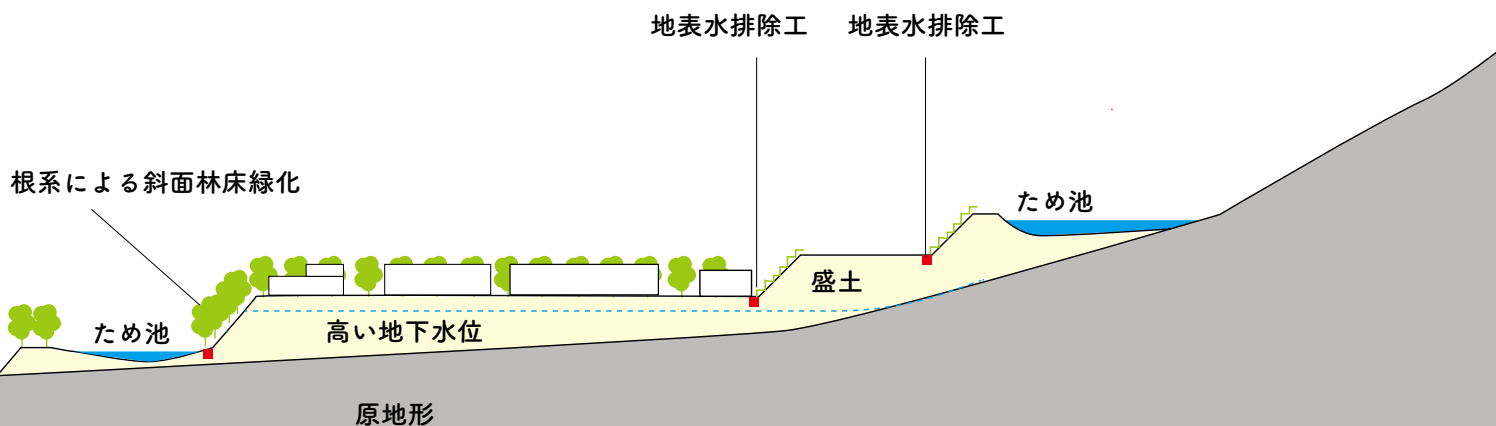 地表水排除工
地表水排除工
根系による斜面林床緑化
ため池
盛土
ため池
高い地下水位
原地形